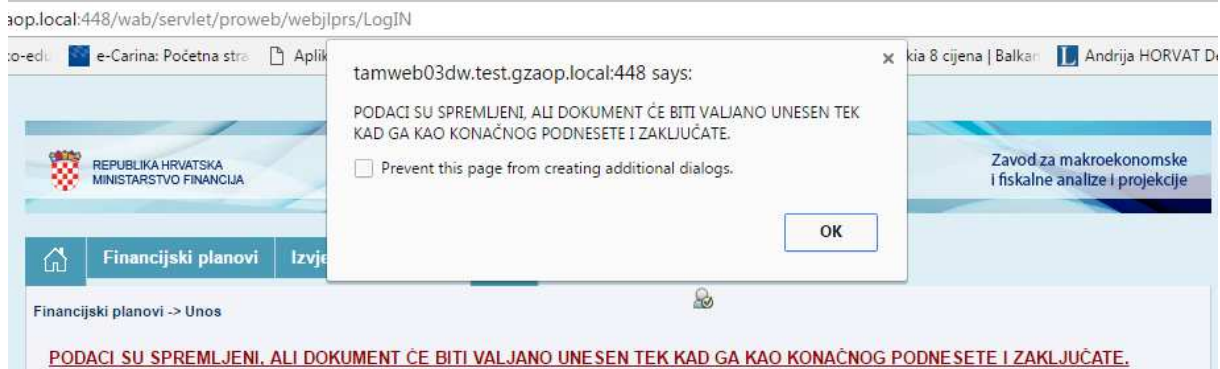 aop.local:448/wab/servlet/proweb/webjlprs/LogIN
co-edu e-Carina: Početna stra Aplik kia 8 cijena | Balkan Andrija HORVAT De
tamweb03dw.test.gzaop.local:448 says:
PODACI SU SPREMLJENI, ALI DOKUMENT ĆE BITI VALJANO UNESEN TEK
KAD GA KAO KONAČNOG PODNESETE I ZAKLJUČATE.
Prevent this page from creating additional dialogs.
OK
REPUBLIKA HRVATSKA
MINISTARSTVO FINANCIJA
Zavod za makroekonomske
i fiskalne analize i projekcije
Financijski planovi Izvje
Financijski planovi -> Unos
PODACI SU SPREMLJENI, ALI DOKUMENT ĆE BITI VALJANO UNESEN TEK KAD GA KAO KONAČNOG PODNESETE I ZAKLJUČATE.